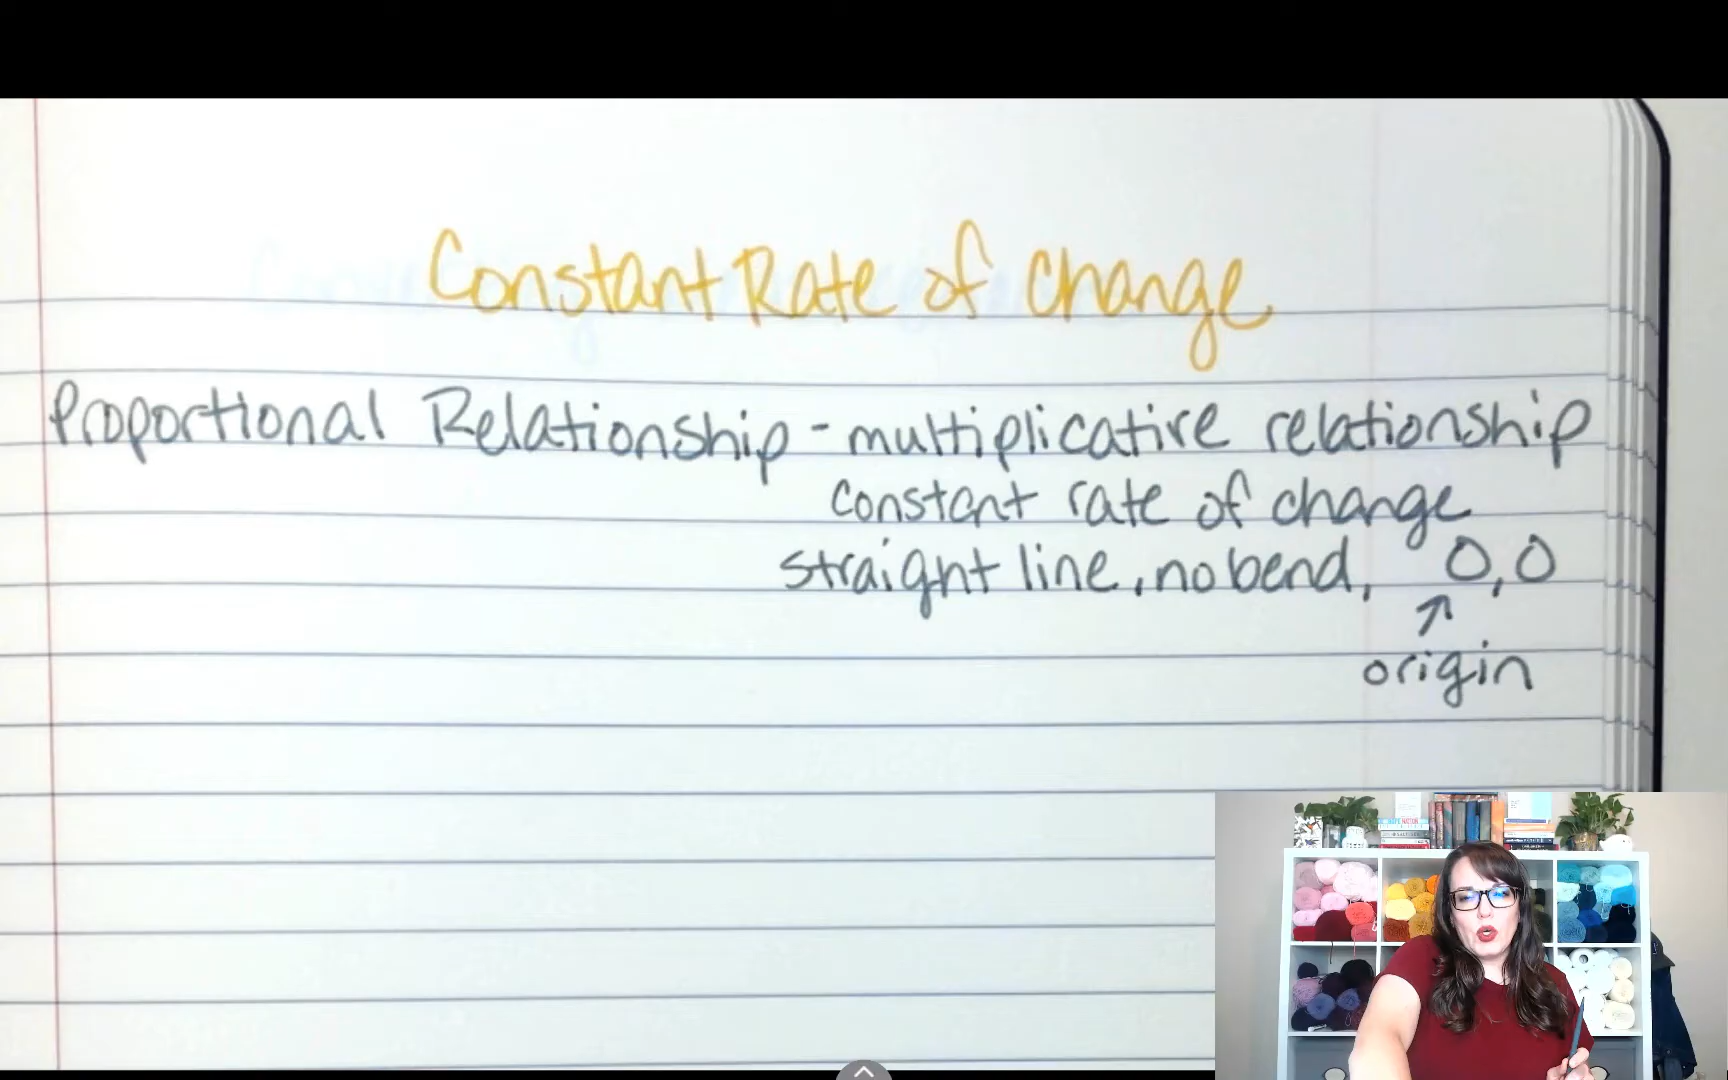 Constant Rate of Change
Proportional Relationship - multiplicative relationship
constant rate of change
straight line, no bend, 0,0
origin